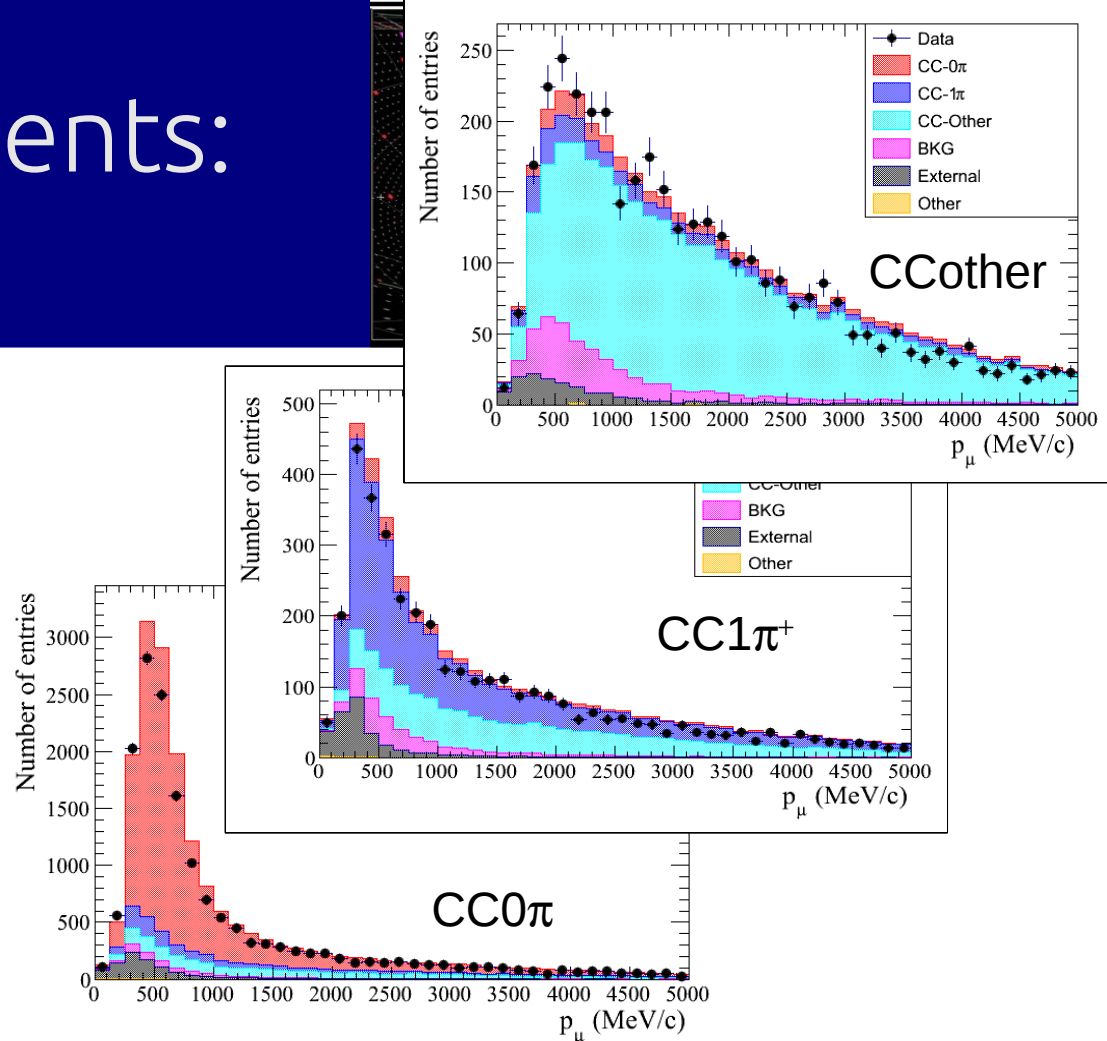 ents:
Number of entries
250
200
150
100
50
0
Data
CC-0π
CC-1π
CC-Other
BKG
External
Other
CCother
0 500 1000 1500 2000 2500 3000 3500 4000 4500 5000
pμ (MeV/c)
Number of entries
500
400
300
200
100
0
CC-Other
BKG
External
Other
CC1π⁺
0 500 1000 1500 2000 2500 3000 3500 4000 4500 5000
pμ (MeV/c)
Number of entries
3000
2500
2000
1500
1000
500
0
CC0π
0 500 1000 1500 2000 2500 3000 3500 4000 4500 5000
pμ (MeV/c)